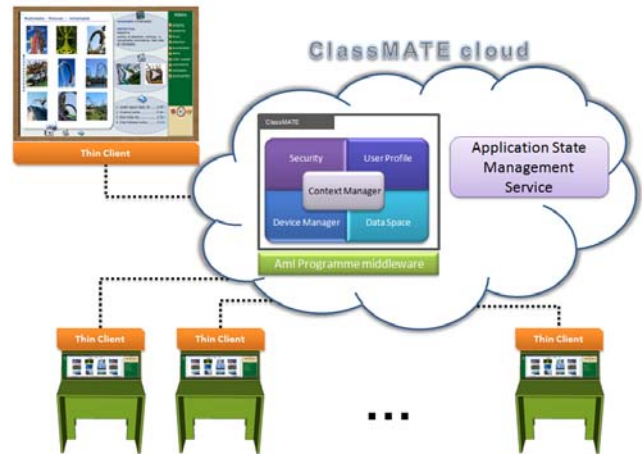 ClassMATE cloud
Thin Client
ClassMATE
Security
User Profile
Context Manager
Device Manager
Data Space
AmI Programme middleware
Application State
Management
Service
Thin Client
Thin Client
Thin Client
...